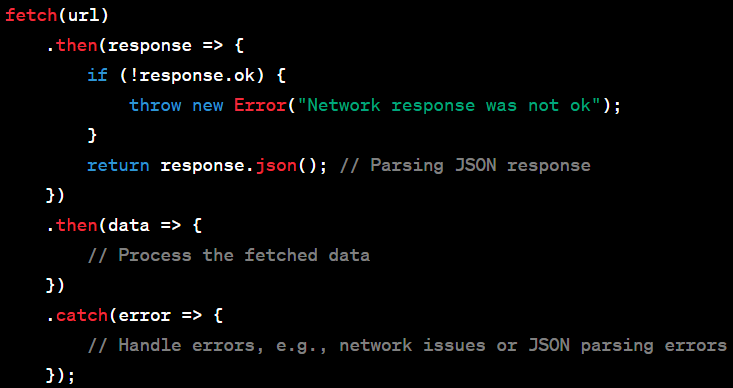 fetch(url)
    .then(response => {
        if (!response.ok) {
            throw new Error("Network response was not ok");
        }
        return response.json(); // Parsing JSON response
    })
    .then(data => {
        // Process the fetched data
    })
    .catch(error => {
        // Handle errors, e.g., network issues or JSON parsing errors
    });